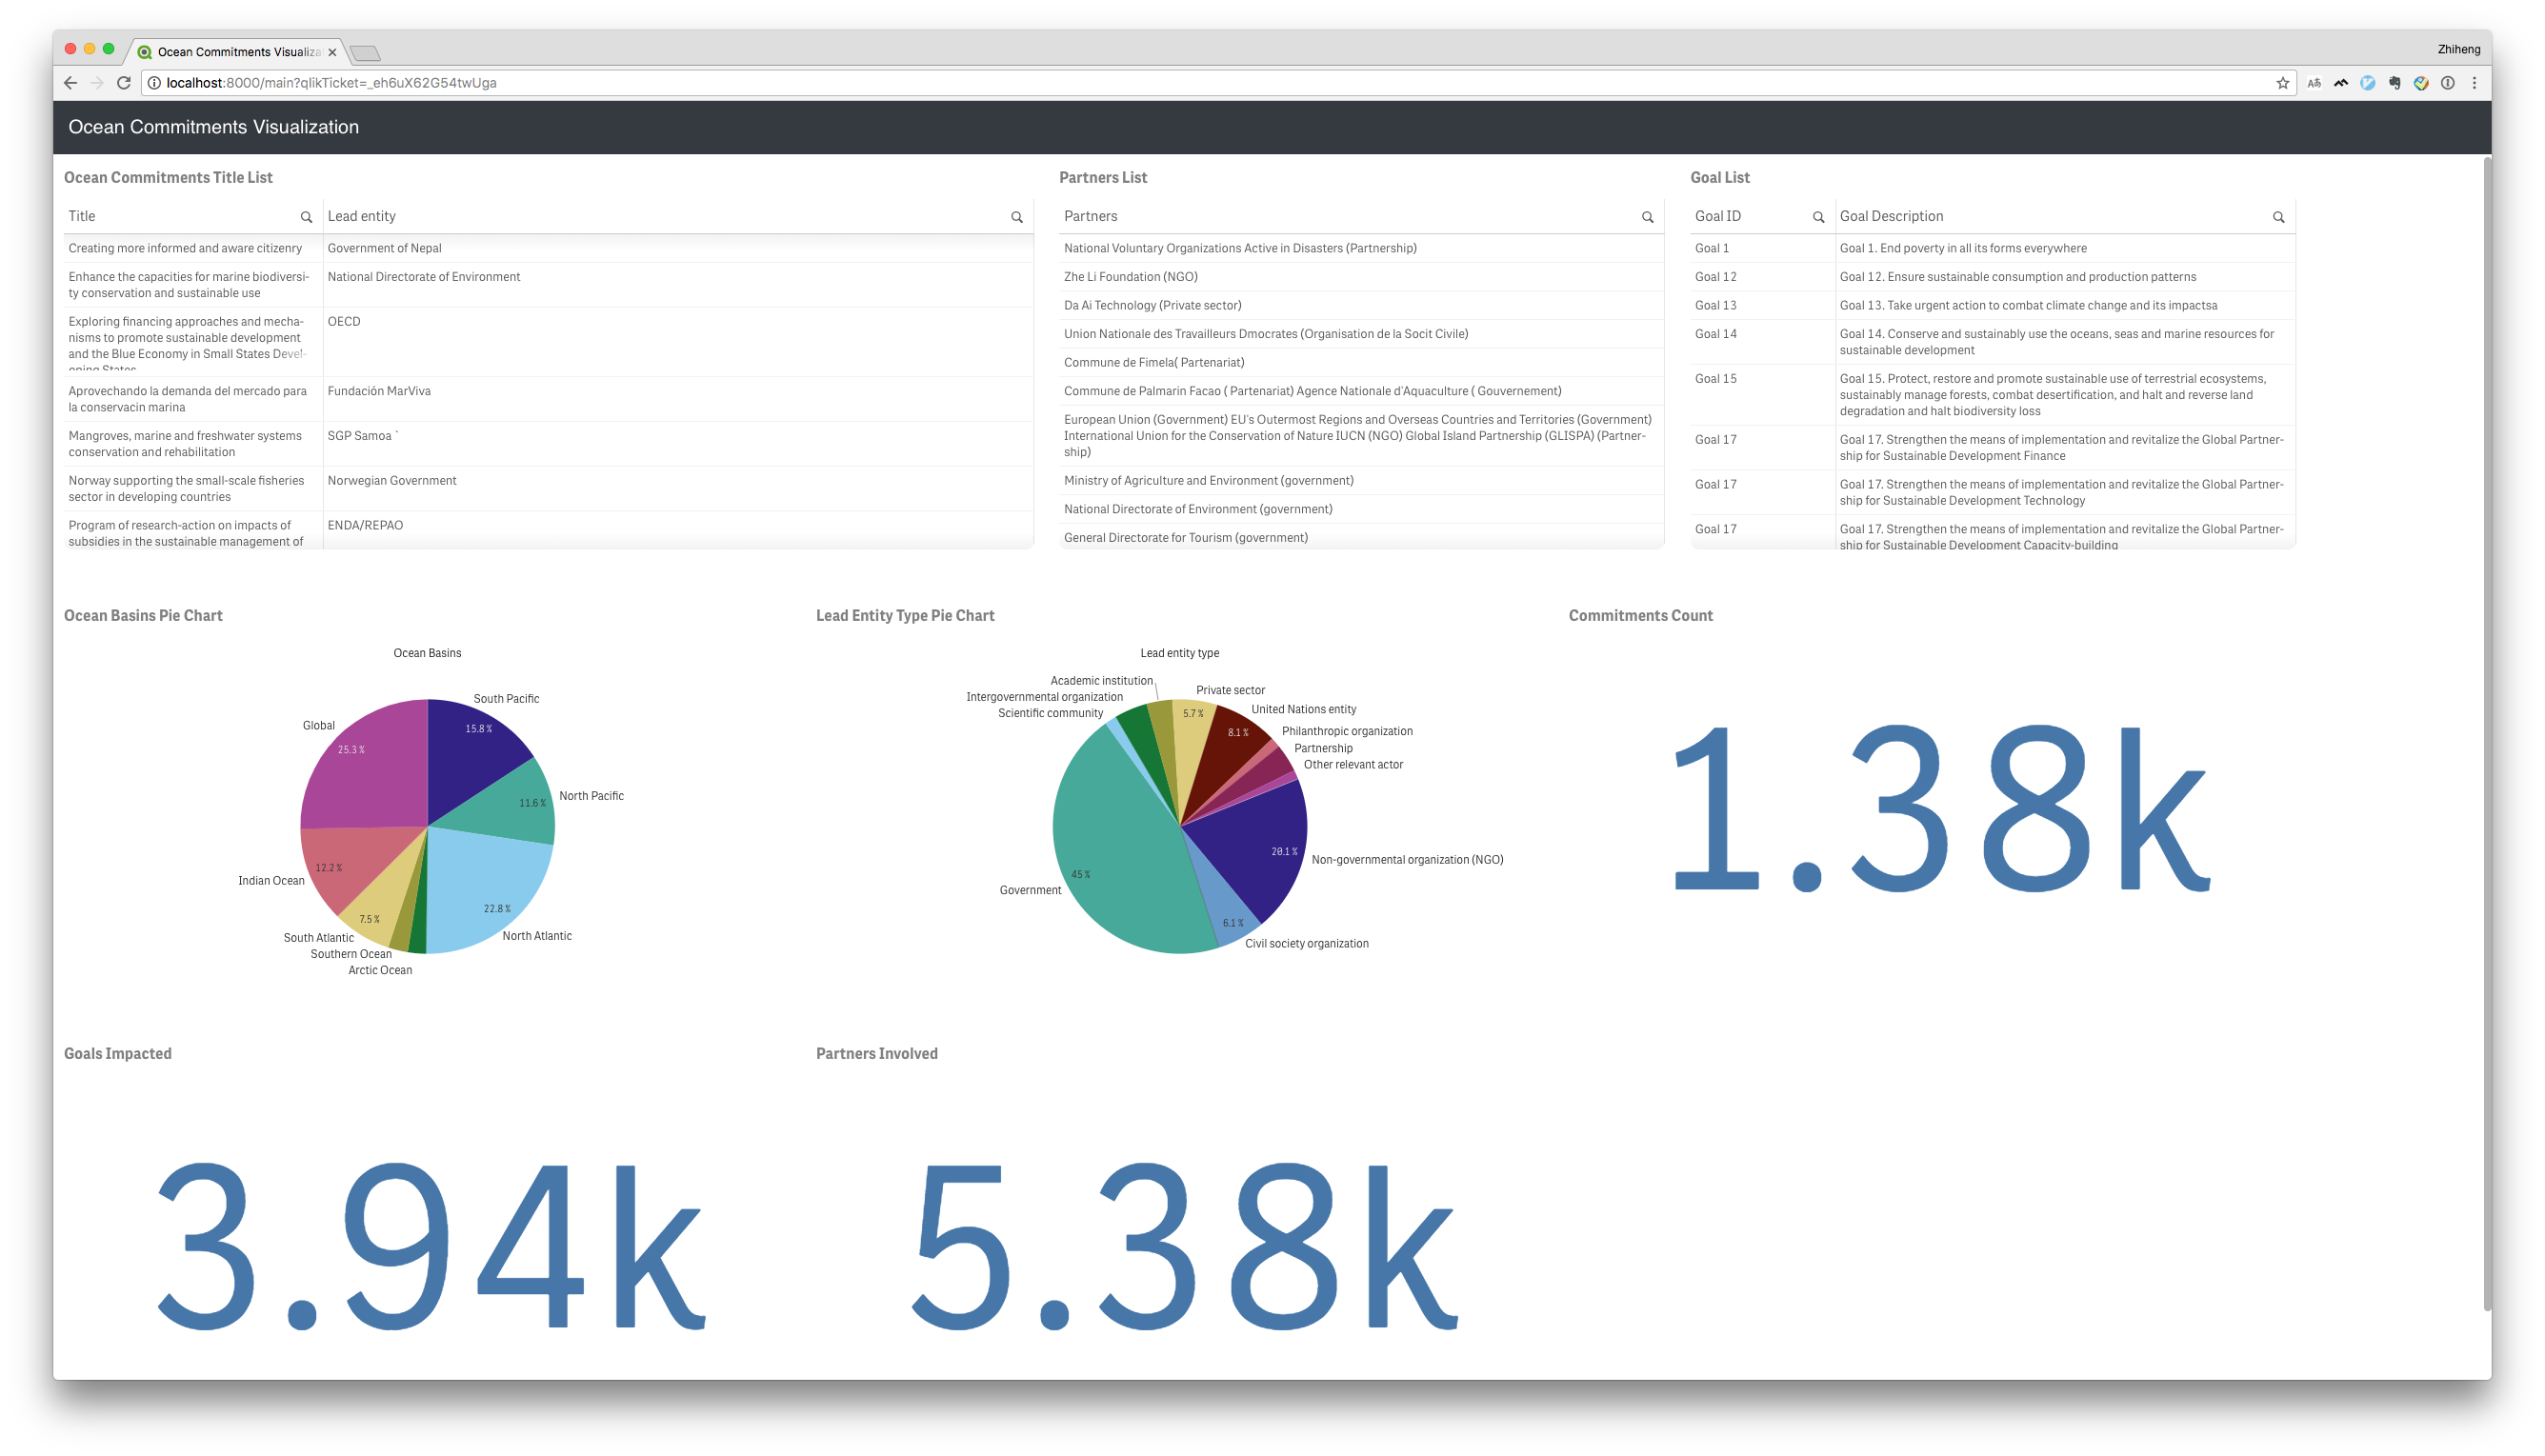 Ocean Commitments Visualiza
Zhiheng
localhost:8000/main?qlikTicket=_eh6uX62G54twUga
Ocean Commitments Visualization
Ocean Commitments Title List
Title
Lead entity
Creating more informed and aware citizenry
Government of Nepal
Enhance the capacities for marine biodiversi-
ty conservation and sustainable use
National Directorate of Environment
Exploring financing approaches and mecha-
nisms to promote sustainable development
and the Blue Economy in Small States Devel-
oping States
OECD
Aprovechando la demanda del mercado para
la conservacin marina
Fundación MarViva
Mangroves, marine and freshwater systems
conservation and rehabilitation
SGP Samoa `
Norway supporting the small-scale fisheries
sector in developing countries
Norwegian Government
Program of research-action on impacts of
subsidies in the sustainable management of
ENDA/REPAO
Partners List
Partners
National Voluntary Organizations Active in Disasters (Partnership)
Zhe Li Foundation (NGO)
Da Ai Technology (Private sector)
Union Nationale des Travailleurs Dmocrates (Organisation de la Socit Civile)
Commune de Fimela( Partenariat)
Commune de Palmarin Facao ( Partenariat) Agence Nationale d'Aquaculture ( Gouvernement)
European Union (Government) EU's Outermost Regions and Overseas Countries and Territories (Government)
International Union for the Conservation of Nature IUCN (NGO) Global Island Partnership (GLISPA) (Partner-
ship)
Ministry of Agriculture and Environment (government)
National Directorate of Environment (government)
General Directorate for Tourism (government)
Goal List
Goal ID
Goal Description
Goal 1
Goal 1. End poverty in all its forms everywhere
Goal 12
Goal 12. Ensure sustainable consumption and production patterns
Goal 13
Goal 13. Take urgent action to combat climate change and its impactsa
Goal 14
Goal 14. Conserve and sustainably use the oceans, seas and marine resources for
sustainable development
Goal 15
Goal 15. Protect, restore and promote sustainable use of terrestrial ecosystems,
sustainably manage forests, combat desertification, and halt and reverse land
degradation and halt biodiversity loss
Goal 17
Goal 17. Strengthen the means of implementation and revitalize the Global Partner-
ship for Sustainable Development Finance
Goal 17
Goal 17. Strengthen the means of implementation and revitalize the Global Partner-
ship for Sustainable Development Technology
Goal 17
Goal 17. Strengthen the means of implementation and revitalize the Global Partner-
ship for Sustainable Development Capacity-building
Ocean Basins Pie Chart
Ocean Basins
South Pacific
15.8 %
North Pacific
11.6 %
North Atlantic
22.8 %
Arctic Ocean
Southern Ocean
South Atlantic
7.5 %
Indian Ocean
12.2 %
Global
25.3 %
Lead Entity Type Pie Chart
Lead entity type
Academic institution
Intergovernmental organization
Scientific community
Private sector
5.7 %
United Nations entity
8.1 %
Philanthropic organization
Partnership
Other relevant actor
Non-governmental organization (NGO)
20.1 %
Civil society organization
6.1 %
Government
45 %
Commitments Count
1.38k
Goals Impacted
3.94k
Partners Involved
5.38k